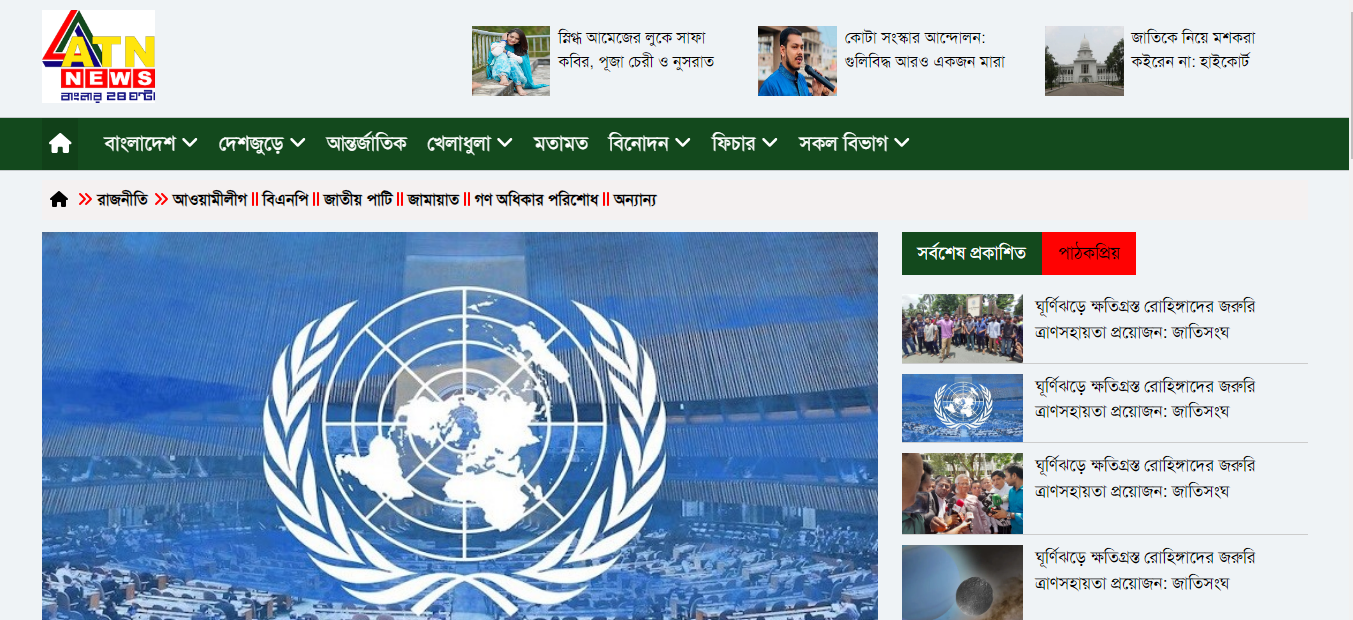 ATN
NEWS
বাংলার ২৪ ঘন্টা
স্নিগ্ধ আমেজের লুকে সাফা
কবির, পূজা চেরী ও নুসরাত
কোটা সংস্কার আন্দোলন:
গুলিবিদ্ধ আরও একজন মারা
জাতিকে নিয়ে মশকরা
কইরেন না: হাইকোর্ট
বাংলাদেশ দেশজুড়ে আন্তর্জাতিক খেলাধুলা মতামত বিনোদন ফিচার সকল বিভাগ
রাজনীতি আওয়ামীলীগ || বিএনপি || জাতীয় পাটি || জামায়াত || গণ অধিকার পরিশোধ || অন্যান্য
সর্বশেষ প্রকাশিত পাঠকপ্রিয়
ঘূর্ণিঝড়ে ক্ষতিগ্রস্ত রোহিঙ্গাদের জরুরি
ত্রাণসহায়তা প্রয়োজন: জাতিসংঘ
ঘূর্ণিঝড়ে ক্ষতিগ্রস্ত রোহিঙ্গাদের জরুরি
ত্রাণসহায়তা প্রয়োজন: জাতিসংঘ
ঘূর্ণিঝড়ে ক্ষতিগ্রস্ত রোহিঙ্গাদের জরুরি
ত্রাণসহায়তা প্রয়োজন: জাতিসংঘ
ঘূর্ণিঝড়ে ক্ষতিগ্রস্ত রোহিঙ্গাদের জরুরি
ত্রাণসহায়তা প্রয়োজন: জাতিসংঘ